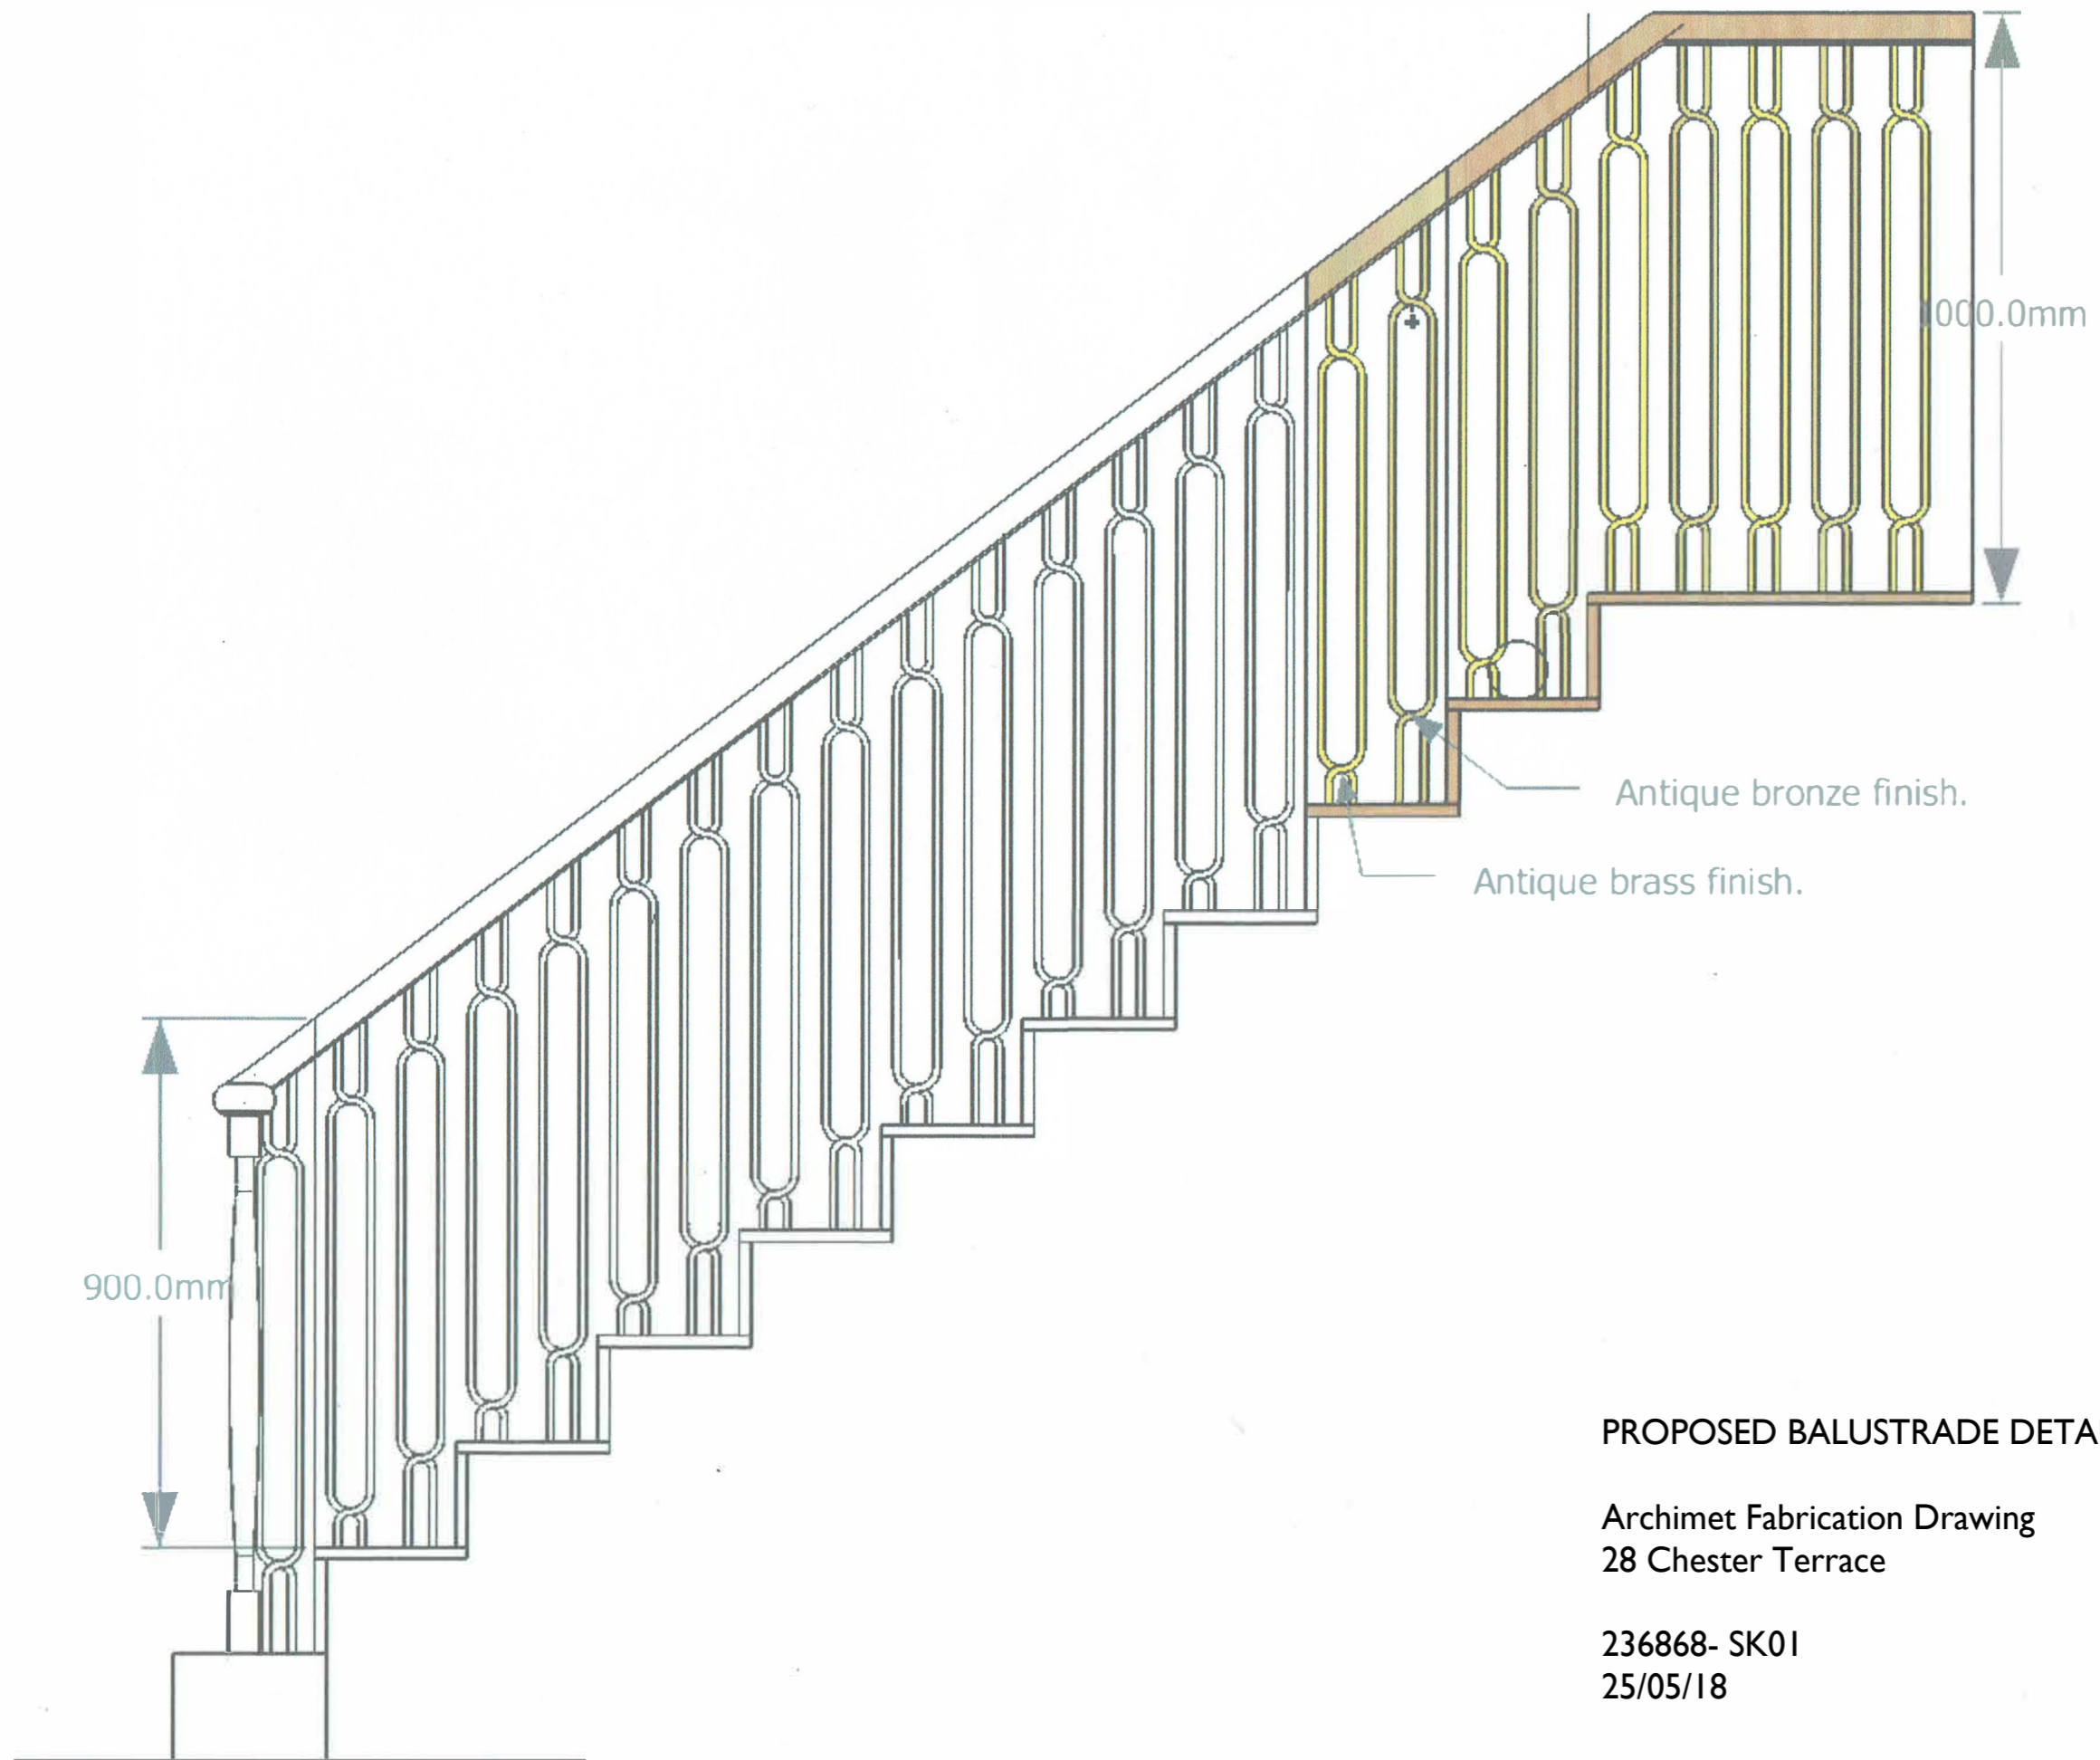 1000.0mm
Antique bronze finish.
Antique brass finish.
900.0mm
PROPOSED BALUSTRADE DETA
Archimet Fabrication Drawing
28 Chester Terrace
236868- SK01
25/05/18